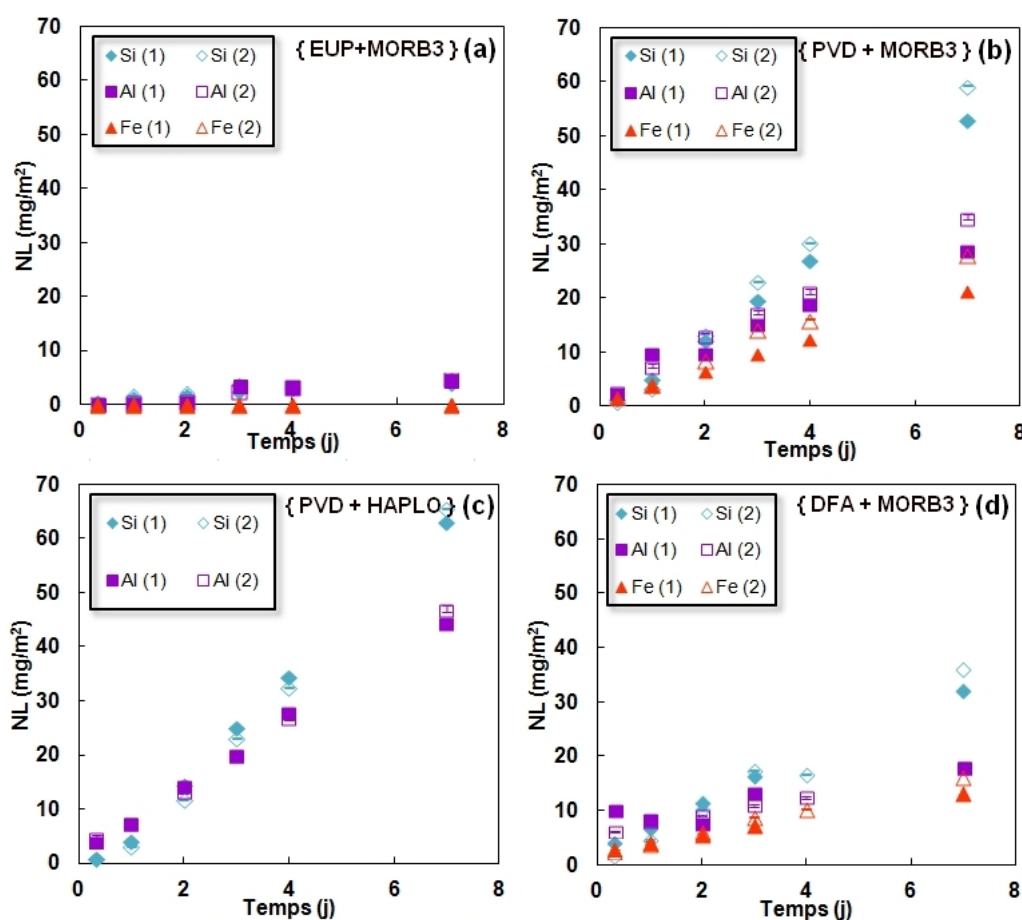 { EUP+MORB3 } (a)
Si (1) Si (2)
Al (1) Al (2)
Fe (1) Fe (2)
NL (mg/m²)
70
60
50
40
30
20
10
0
0 2 4 6 8
Temps (j)
{ PVD + MORB3 } (b)
Si (1) Si (2)
Al (1) Al (2)
Fe (1) Fe (2)
NL (mg/m²)
70
60
50
40
30
20
10
0
0 2 4 6 8
Temps (j)
{ PVD + HAPLO } (c)
Si (1) Si (2)
Al (1) Al (2)
NL (mg/m²)
70
60
50
40
30
20
10
0
0 2 4 6 8
Temps (j)
{ DFA + MORB3 } (d)
Si (1) Si (2)
Al (1) Al (2)
Fe (1) Fe (2)
NL (mg/m²)
70
60
50
40
30
20
10
0
0 2 4 6 8
Temps (j)